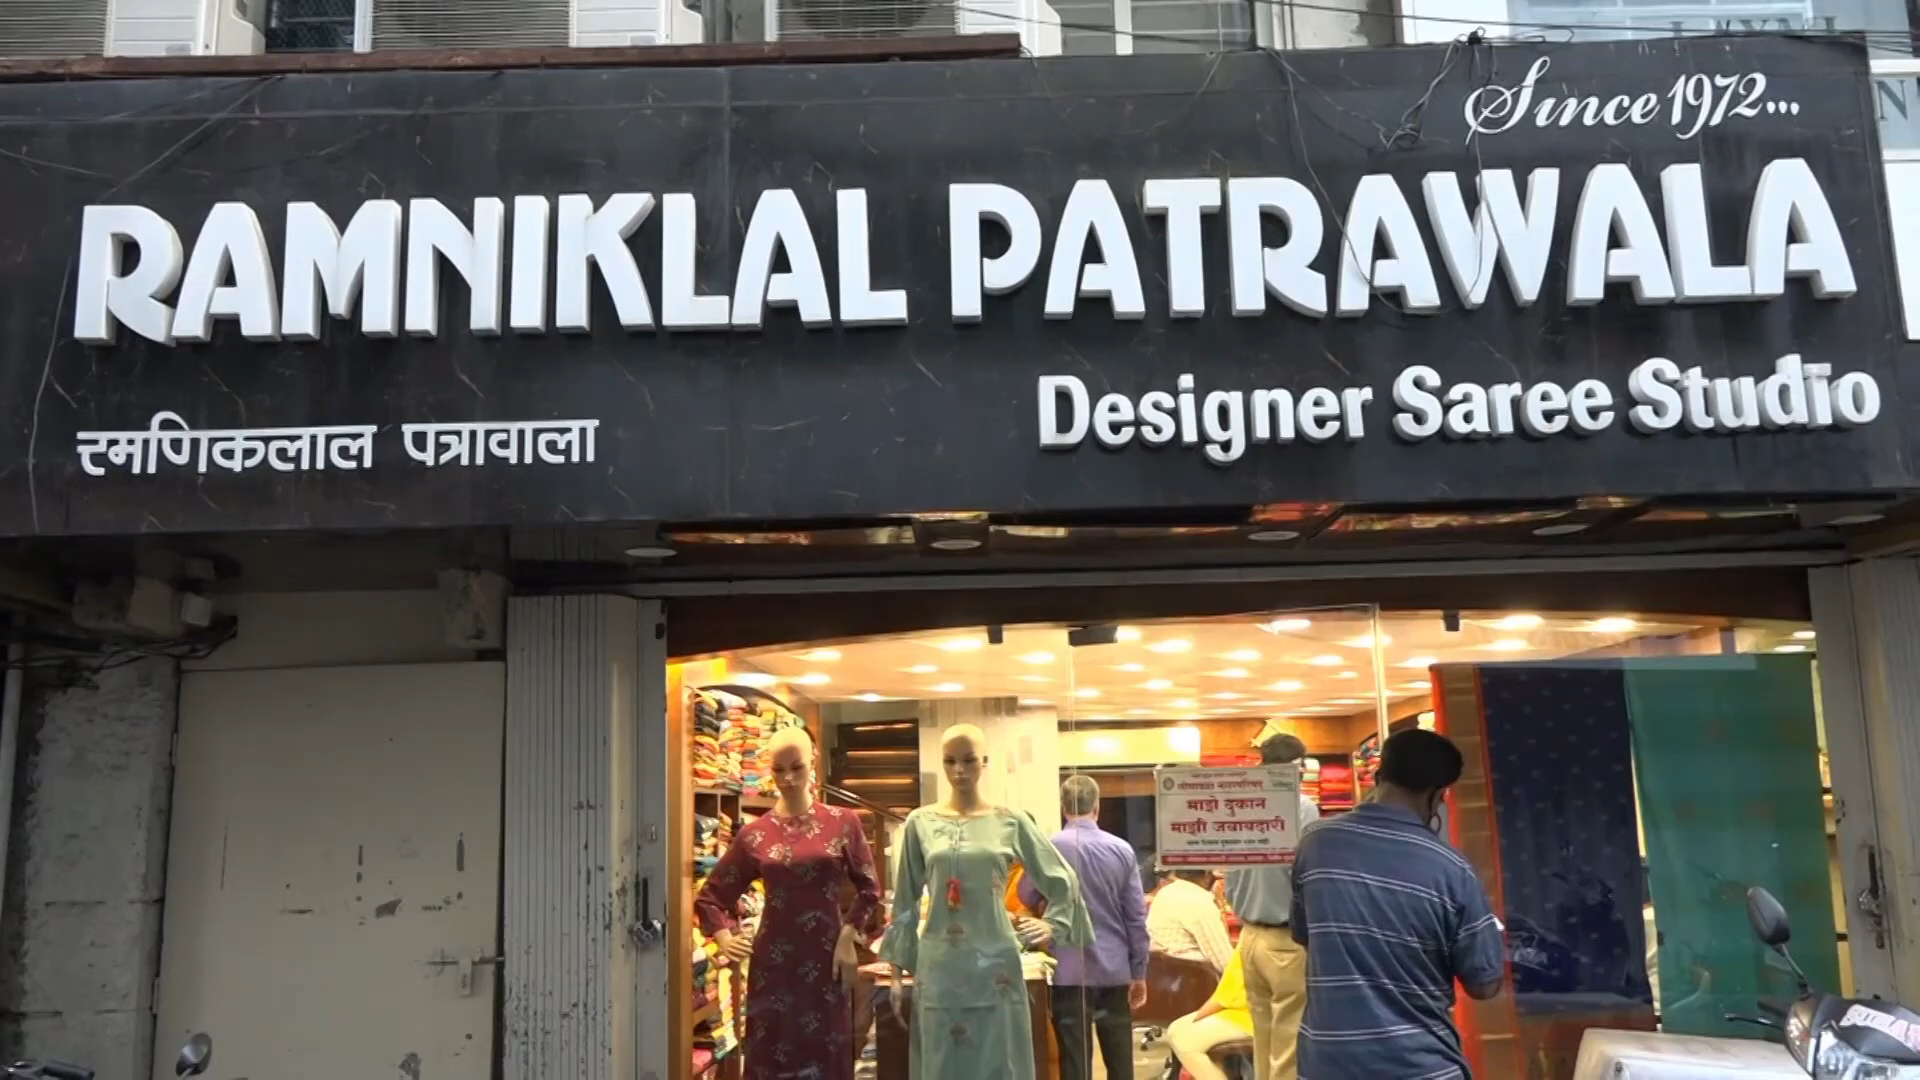 Since 1972...
RAMNIKLAL PATRAWALA
Designer Saree Studio
रमणिकलाल पत्रावाला
माझे दुकान
माझी जबाबदारी